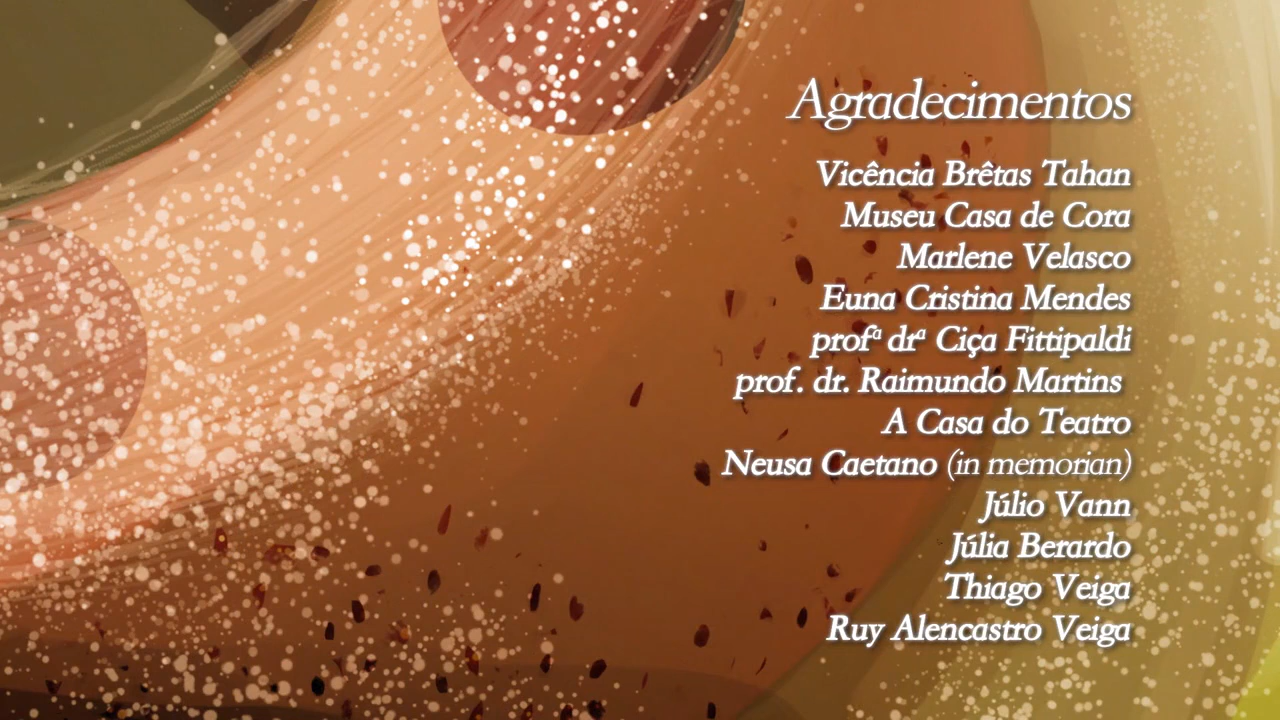 Agradecimentos
Vicência Brêtas Tahan
Museu Casa de Cora
Marlene Velasco
Euna Cristina Mendes
profª drª Ciça Fittipaldi
prof. dr. Raimundo Martins
A Casa do Teatro
Neusa Caetano (in memorian)
Júlio Vann
Júlia Berardo
Thiago Veiga
Ruy Alencastro Veiga